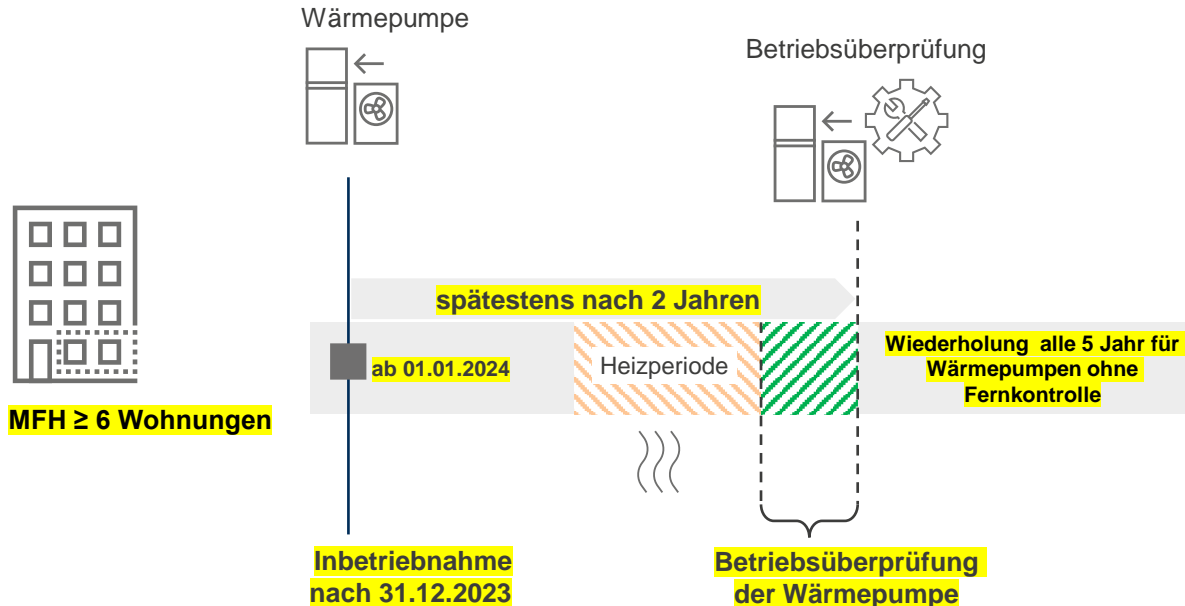 Wärmepumpe
Betriebsüberprüfung
spätestens nach 2 Jahren
ab 01.01.2024
Heizperiode
Wiederholung alle 5 Jahr für
Wärmepumpen ohne
Fernkontrolle
MFH ≥ 6 Wohnungen
Inbetriebnahme
nach 31.12.2023
Betriebsüberprüfung
der Wärmepumpe